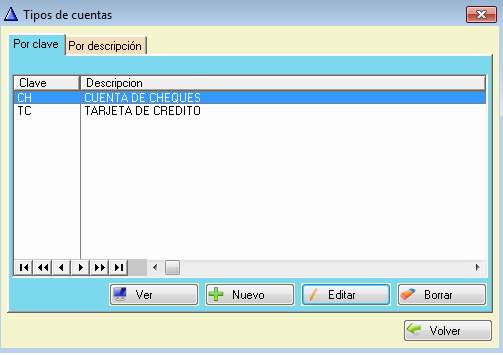 Tipos de cuentas
Por clave Por descripción
Clave Descripcion
CH CUENTA DE CHEQUES
TC TARJETA DE CREDITO
Ver Nuevo Editar Borrar
Volver